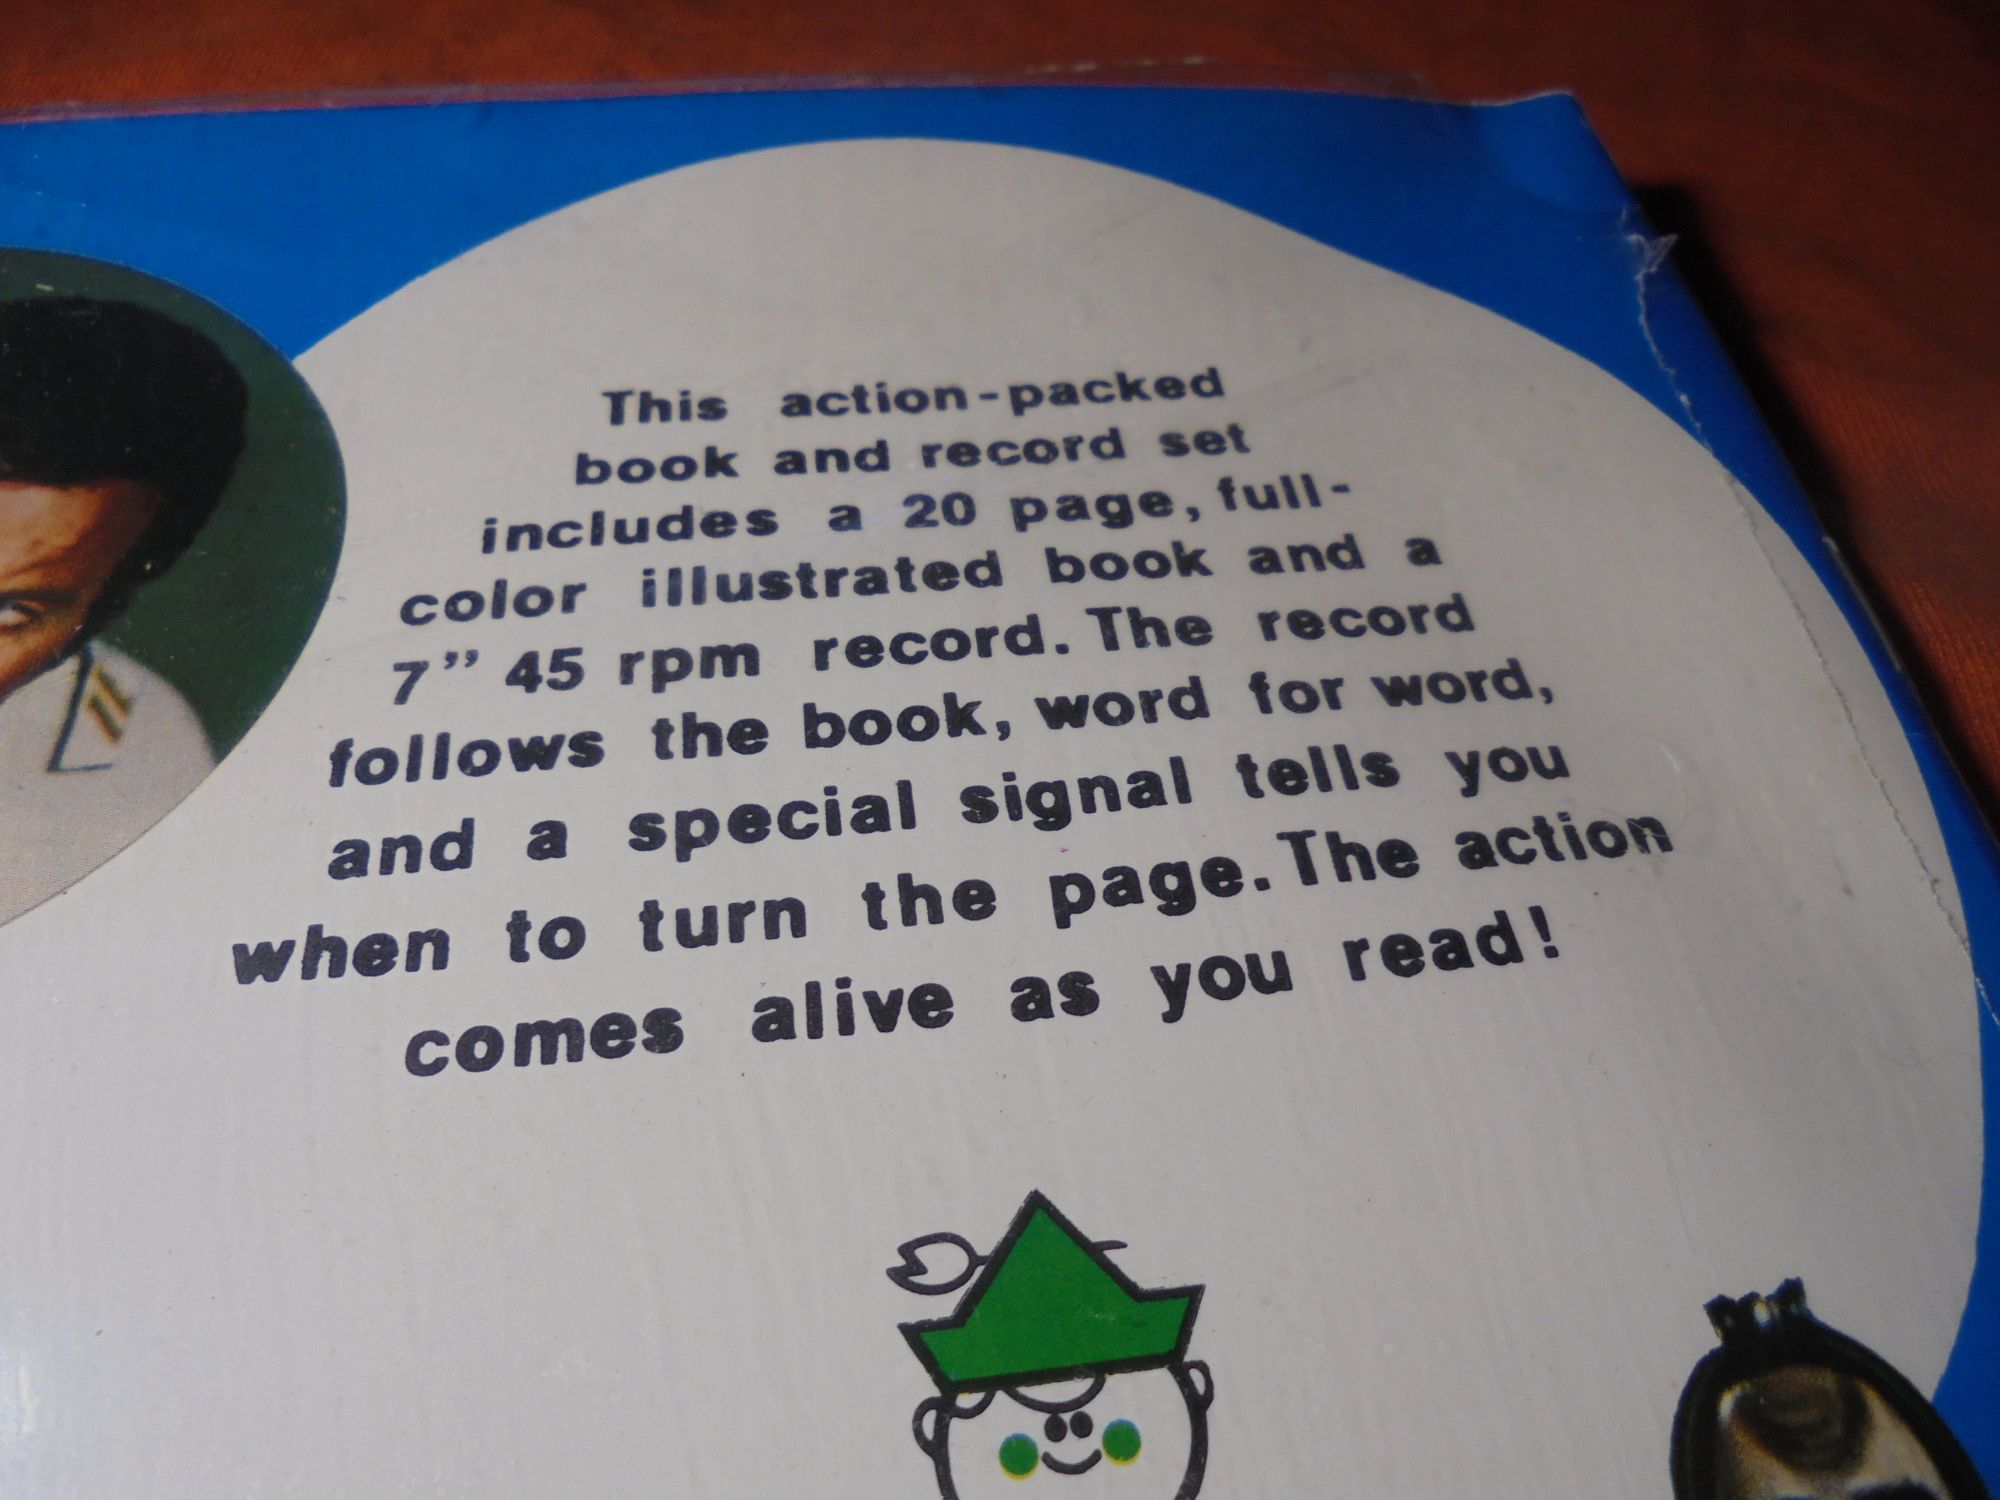 This action-packed
book and record set
includes a 20 page, full-
color illustrated book and a
7” 45 rpm record. The record
follows the book, word for word,
and a special signal tells you
when to turn the page. The action
comes alive as you read!